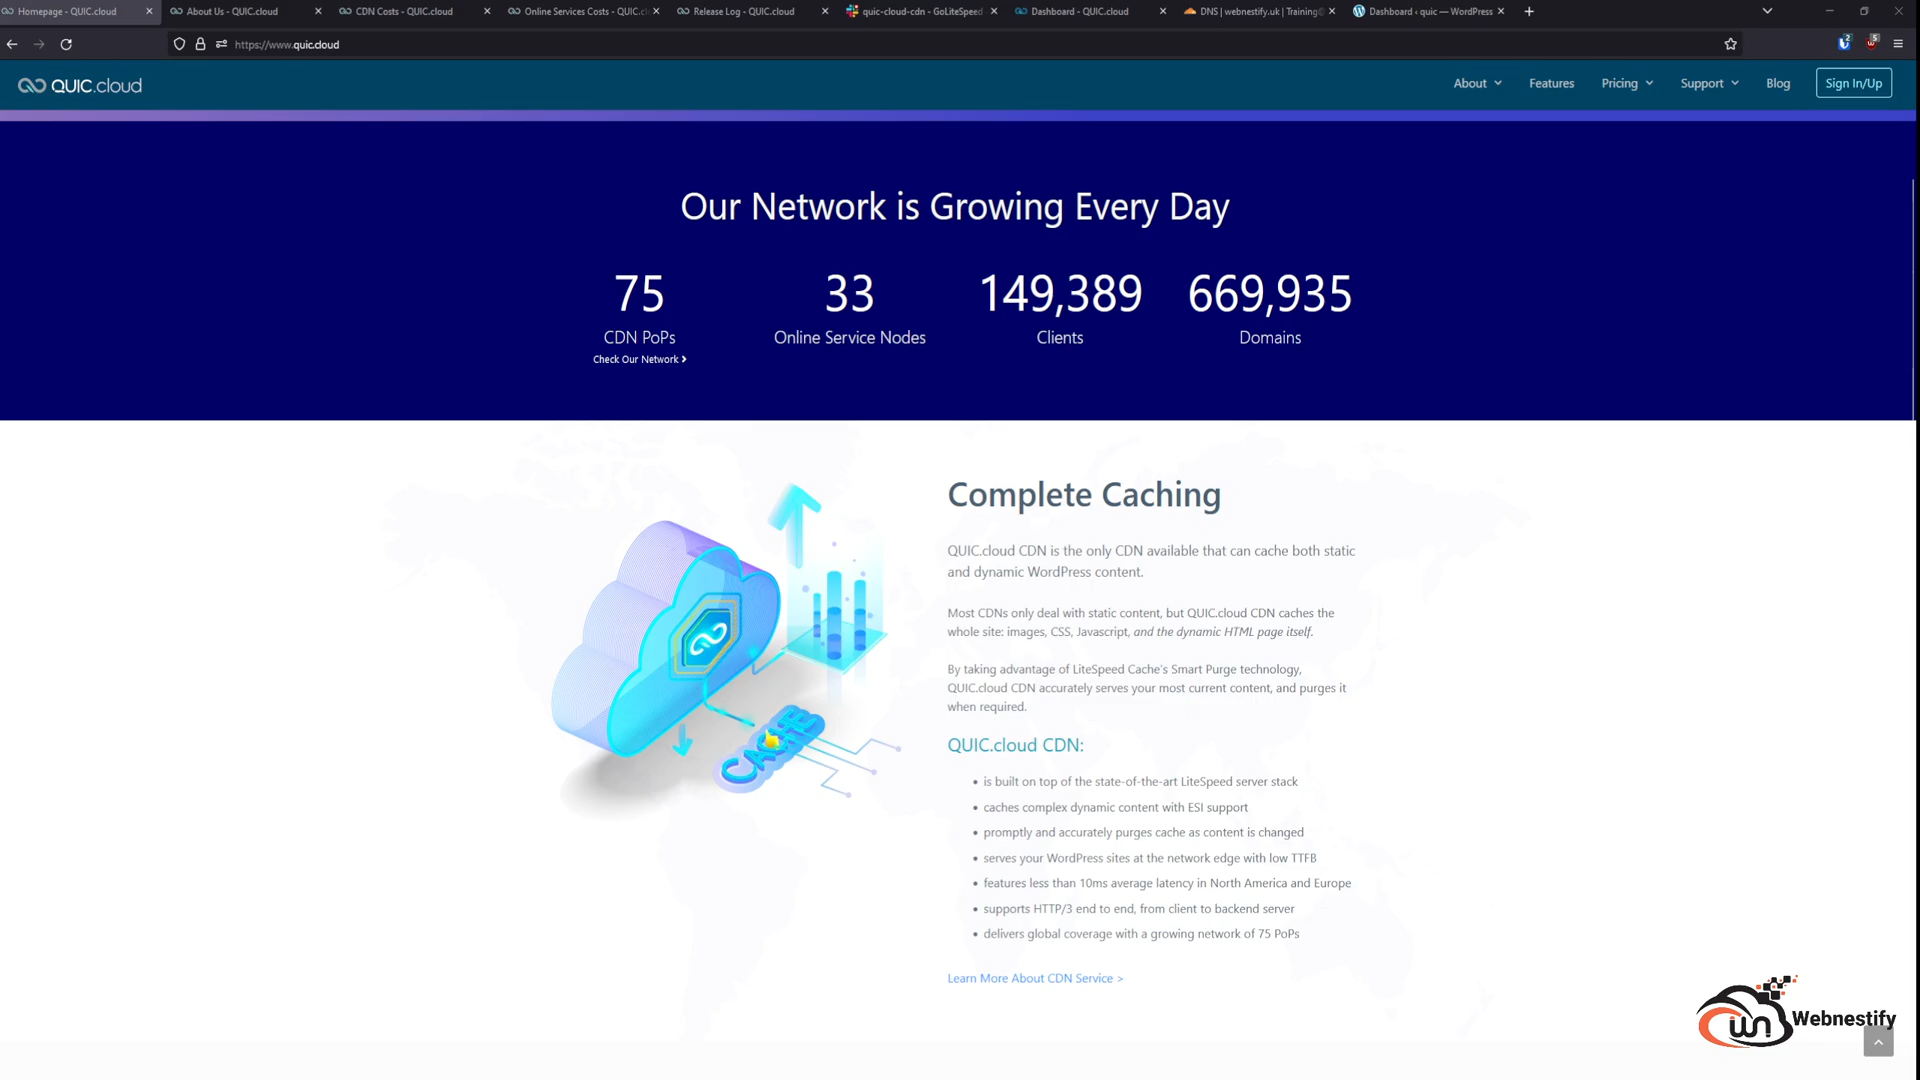 Homepage - QUIC.cloud
About Us - QUIC.cloud
CDN Costs - QUIC.cloud
Online Services Costs - QUIC.cl
Release Log - QUIC.cloud
quic-cloud-cdn - GoLiteSpeed
Dashboard - QUIC.cloud
DNS | webnestify.uk | Training@
Dashboard ‹ quic — WordPress
https://www.quic.cloud
2
5
QUIC.cloud
About
Features
Pricing
Support
Blog
Sign In/Up
Our Network is Growing Every Day
75
33
149,389
669,935
CDN PoPs
Online Service Nodes
Clients
Domains
Check Our Network
Complete Caching
QUIC.cloud CDN is the only CDN available that can cache both static
and dynamic WordPress content.
Most CDNs only deal with static content, but QUIC.cloud CDN caches the
whole site: images, CSS, Javascript, and the dynamic HTML page itself.
By taking advantage of LiteSpeed Cache's Smart Purge technology,
QUIC.cloud CDN accurately serves your most current content, and purges it
when required.
CACHE
QUIC.cloud CDN:
• is built on top of the state-of-the-art LiteSpeed server stack
• caches complex dynamic content with ESI support
• promptly and accurately purges cache as content is changed
• serves your WordPress sites at the network edge with low TTFB
• features less than 10ms average latency in North America and Europe
• supports HTTP/3 end to end, from client to backend server
• delivers global coverage with a growing network of 75 PoPs
Learn More About CDN Service >
wn Webnestify